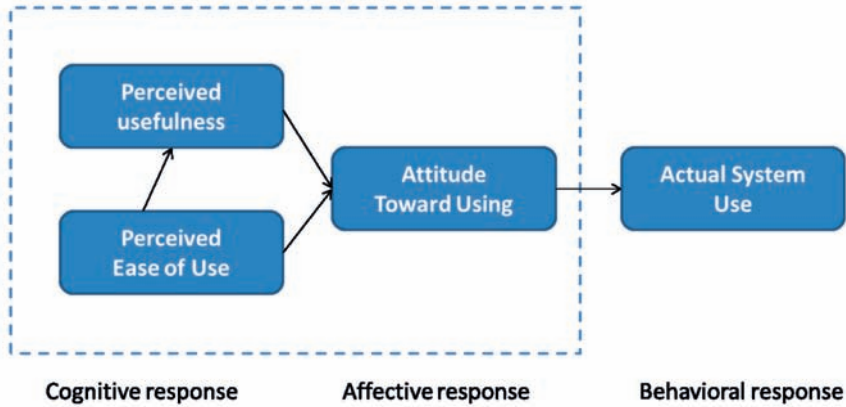 Perceived
usefulness
Perceived
Ease of Use
Attitude
Toward Using
Actual System
Use
Cognitive response
Affective response
Behavioral response